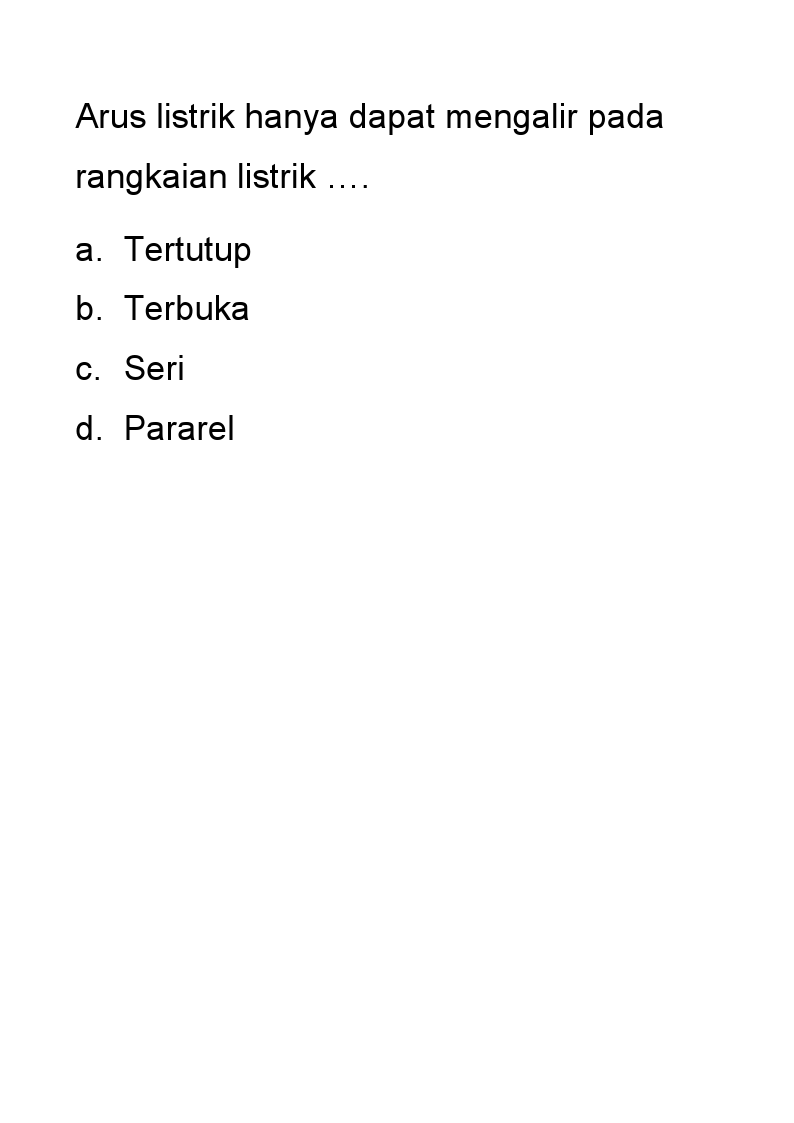 Arus listrik hanya dapat mengalir pada
rangkaian listrik ….
a. Tertutup
b. Terbuka
c. Seri
d. Pararel